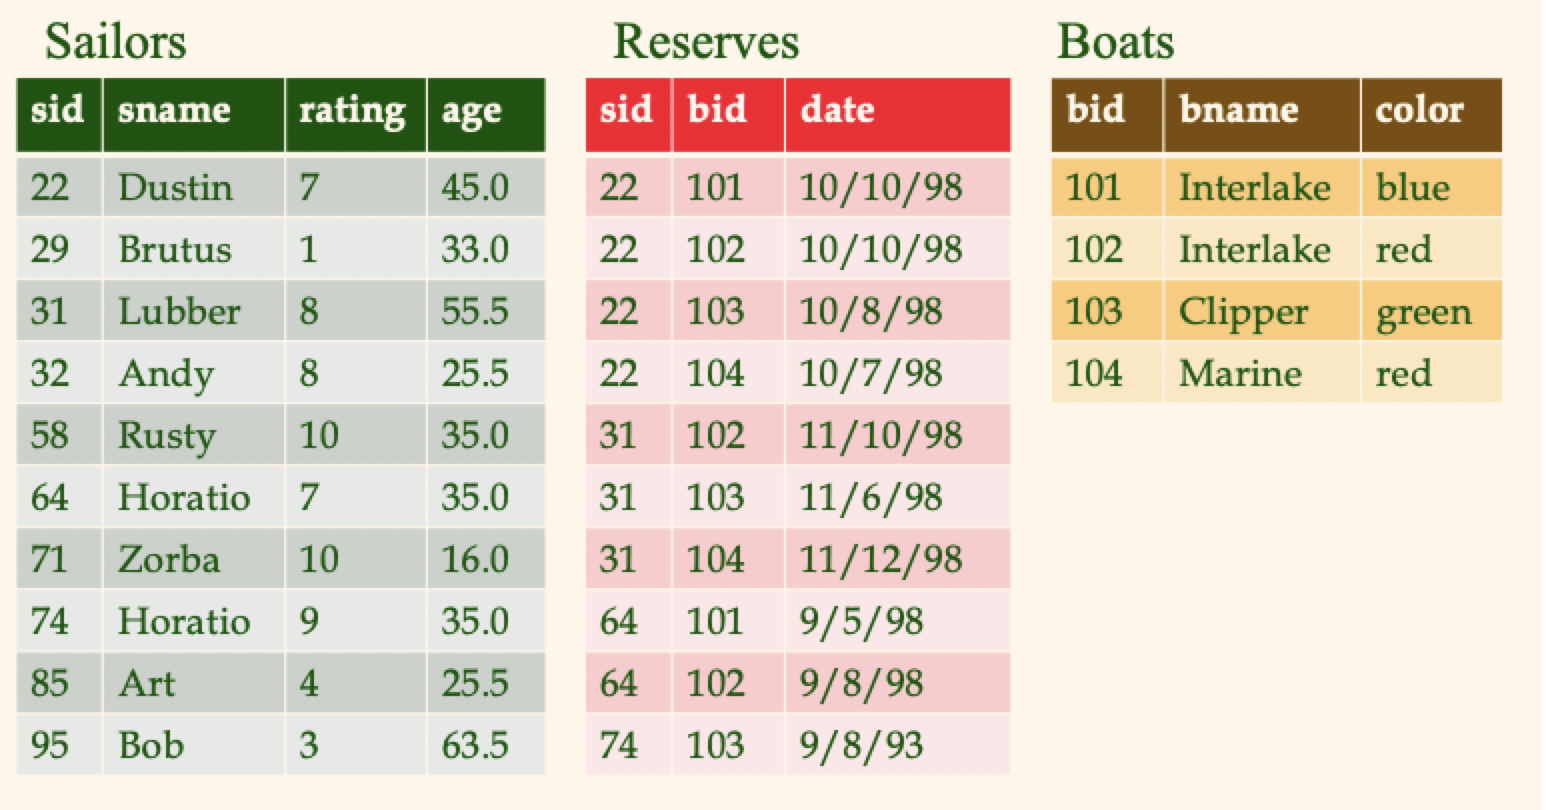 Sailors Reserves Boats
sid sname rating age sid bid date bid bname color
22 Dustin 7 45.0 22 101 10/10/98 101 Interlake blue
29 Brutus 1 33.0 22 102 10/10/98 102 Interlake red
31 Lubber 8 55.5 22 103 10/8/98 103 Clipper green
32 Andy 8 25.5 22 104 10/7/98 104 Marine red
58 Rusty 10 35.0 31 102 11/10/98
64 Horatio 7 35.0 31 103 11/6/98
71 Zorba 10 16.0 31 104 11/12/98
74 Horatio 9 35.0 64 101 9/5/98
85 Art 4 25.5 64 102 9/8/98
95 Bob 3 63.5 74 103 9/8/93